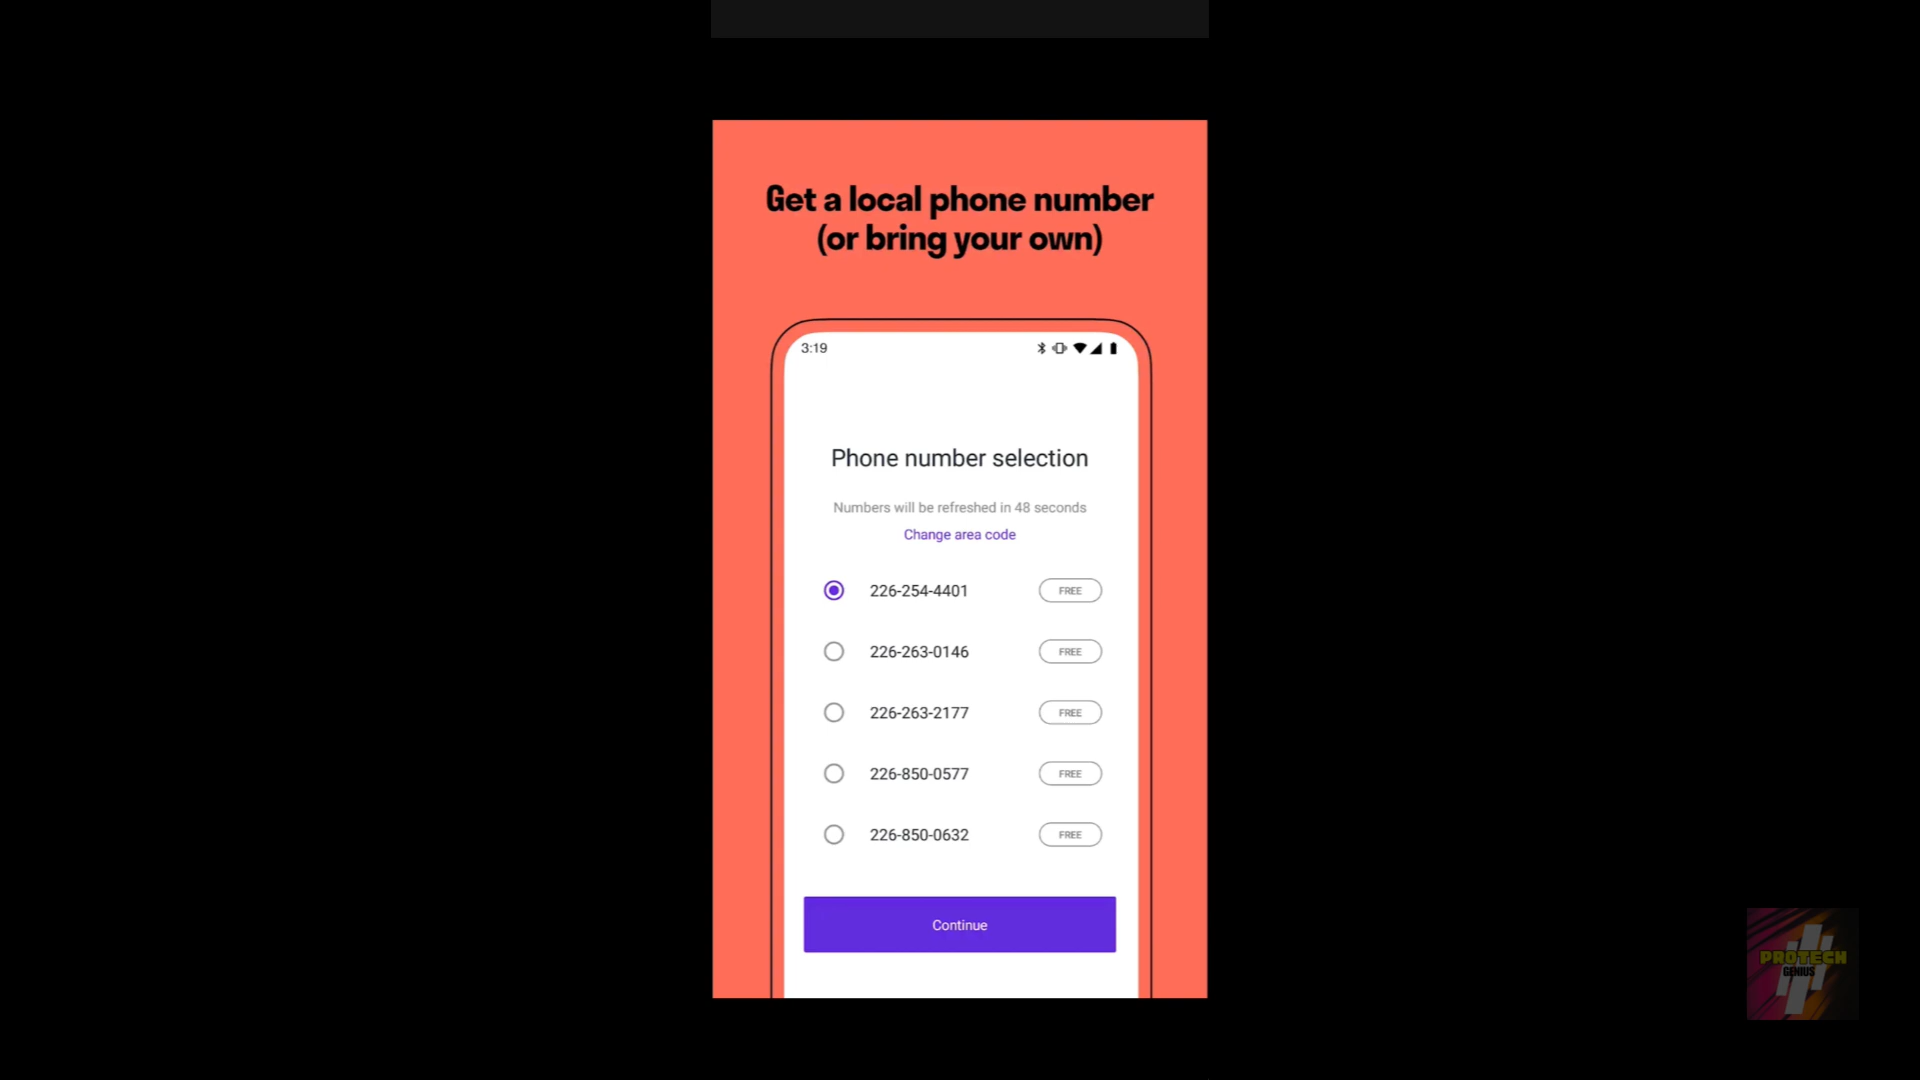 Get a local phone number
(or bring your own)
3:19
Phone number selection
Numbers will be refreshed in 48 seconds
Change area code
226-254-4401 FREE
226-263-0146 FREE
226-263-2177 FREE
226-850-0577 FREE
226-850-0632 FREE
Continue
PROTECH
GENIUS